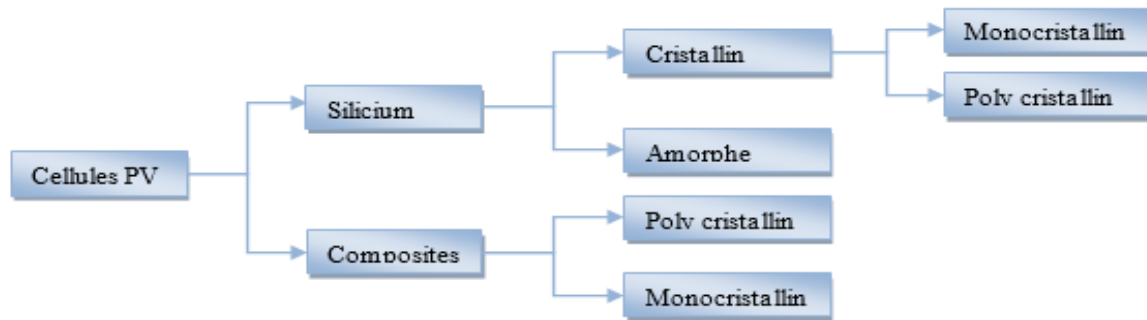 Cellules PV
Silicium
Composites
Cristallin
Amorphe
Poly cristallin
Monocristallin
Monocristallin
Poly cristallin